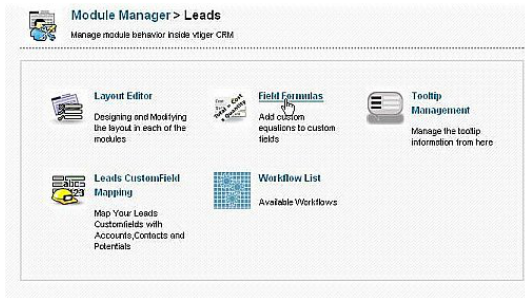 Module Manager > Leads
Manage module behavior inside vtiger CRM
Layout Editor
Designing and Modifying
the layout in each of the
modules
Field Formulas
Add custom
equations to custom
fields
Tooltip
Management
Manage the tooltip
information from here
Leads CustomField
Mapping
Map Your Leads
Customfields with
Accounts,Contacts and
Potentials
Workflow List
Available Workflows